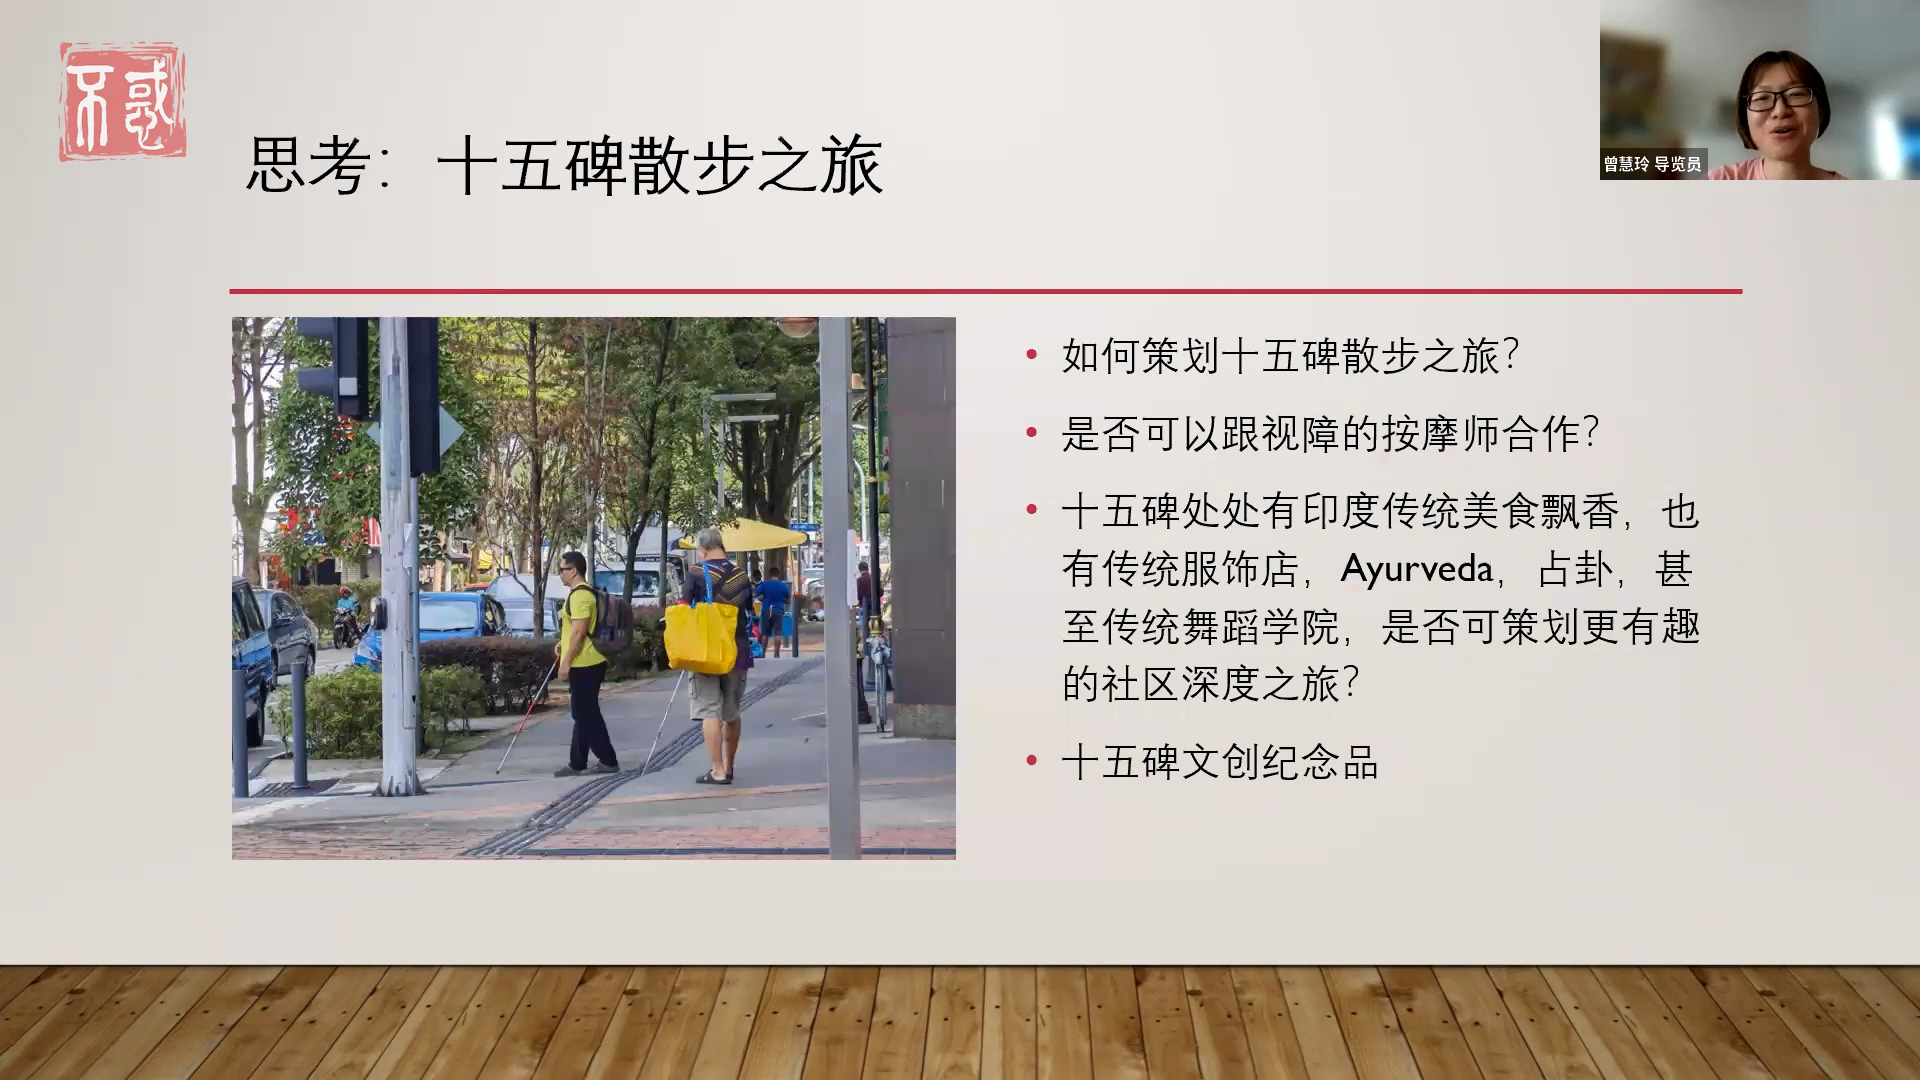 不惑
思考：十五碑散步之旅
曾慧玲 导览员
• 如何策划十五碑散步之旅？
• 是否可以跟视障的按摩师合作？
• 十五碑处处有印度传统美食飘香，也
有传统服饰店，Ayurveda，占卦，甚
至传统舞蹈学院，是否可策划更有趣
的社区深度之旅？
• 十五碑文创纪念品